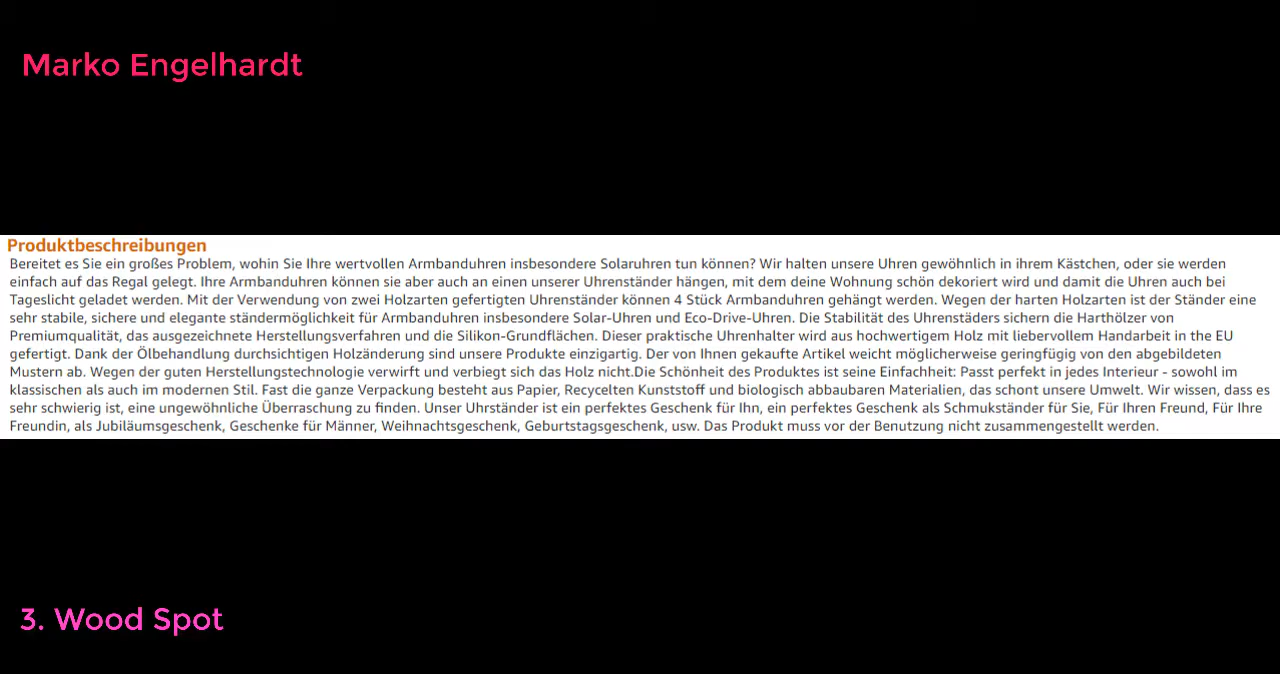 Marko Engelhardt
Produktbeschreibungen
Bereitet es Sie ein großes Problem, wohin Sie Ihre wertvollen Armbanduhren insbesondere Solaruhren tun können? Wir halten unsere Uhren gewöhnlich in ihrem Kästchen, oder sie werden
einfach auf das Regal gelegt. Ihre Armbanduhren können sie aber auch an einen unserer Uhrenständer hängen, mit dem deine Wohnung schön dekoriert wird und damit die Uhren auch bei
Tageslicht geladet werden. Mit der Verwendung von zwei Holzarten gefertigten Uhrenständer können 4 Stück Armbanduhren gehängt werden. Wegen der harten Holzarten ist der Ständer eine
sehr stabile, sichere und elegante ständermöglichkeit für Armbanduhren insbesondere Solar-Uhren und Eco-Drive-Uhren. Die Stabilität des Uhrenstäders sichern die Harthölzer von
Premiumqualität, das ausgezeichnete Herstellungsverfahren und die Silikon-Grundflächen. Dieser praktische Uhrenhalter wird aus hochwertigem Holz mit liebervollem Handarbeit in the EU
gefertigt. Dank der Ölbehandlung durchsichtigen Holzänderung sind unsere Produkte einzigartig. Der von Ihnen gekaufte Artikel weicht möglicherweise geringfügig von den abgebildeten
Mustern ab. Wegen der guten Herstellungstechnologie verwirft und verbiegt sich das Holz nicht.Die Schönheit des Produktes ist seine Einfachheit: Passt perfekt in jedes Interieur - sowohl im
klassischen als auch im modernen Stil. Fast die ganze Verpackung besteht aus Papier, Recycelten Kunststoff und biologisch abbaubaren Materialien, das schont unsere Umwelt. Wir wissen, dass es
sehr schwierig ist, eine ungewöhnliche Überraschung zu finden. Unser Uhrständer ist ein perfektes Geschenk für Ihn, ein perfektes Geschenk als Schmukständer für Sie, Für Ihren Freund, Für Ihre
Freundin, als Jubiläumsgeschenk, Geschenke für Männer, Weihnachtsgeschenk, Geburtstagsgeschenk, usw. Das Produkt muss vor der Benutzung nicht zusammengestellt werden.
3. Wood Spot